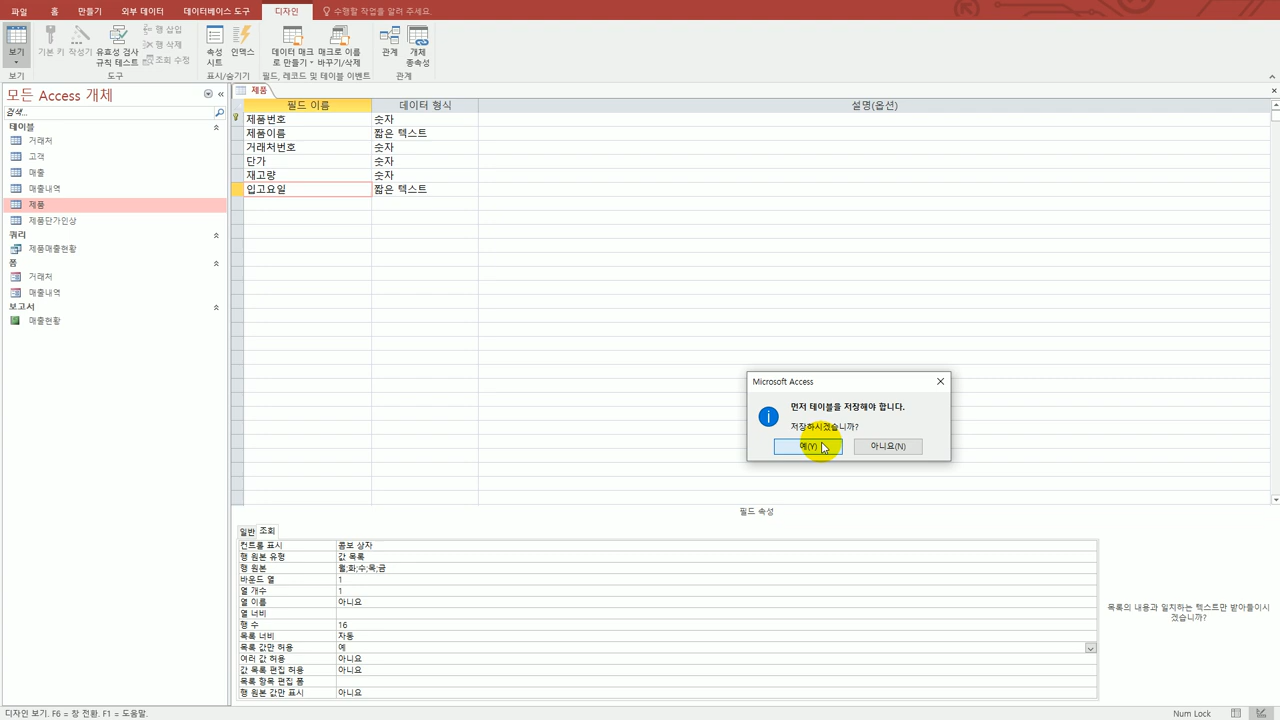 파일 홈 만들기 외부 데이터 데이터베이스 도구 디자인 수행할 작업을 알려 주세요.
보기
기본 키
작성기
유효성 검사
규칙 테스트
행 삽입
행 삭제
조회 수정
속성
시트
인덱스
데이터 매크
로 만들기
매크로 이름
바꾸기/삭제
관계
개체
종속성
보기 도구 표시/숨기기 필드, 레코드 및 테이블 이벤트 관계
모든 Access 개체
검색...
테이블
거래처
고객
매출
매출내역
제품
제품단가인상
쿼리
제품매출현황
폼
거래처
매출내역
보고서
매출현황
제품
필드 이름 데이터 형식 설명(옵션)
제품번호 숫자
제품이름 짧은 텍스트
거래처번호 숫자
단가 숫자
재고량 숫자
입고요일 짧은 텍스트
Microsoft Access
먼저 테이블을 저장해야 합니다.
저장하시겠습니까?
예(Y) 아니요(N)
필드 속성
일반 조회
컨트롤 표시 콤보 상자
행 원본 유형 값 목록
행 원본 월;화;수;목;금
바운드 열 1
열 개수 1
열 이름 아니요
열 너비
행 수 16
목록 너비 자동
목록 값만 허용 예
여러 값 허용 아니요
값 목록 편집 허용 아니요
목록 항목 편집 폼
행 원본 값만 표시 아니요
목록의 내용과 일치하는 텍스트만 받아들이시
겠습니까?
디자인 보기. F6 = 창 전환. F1 = 도움말.
Num Lock